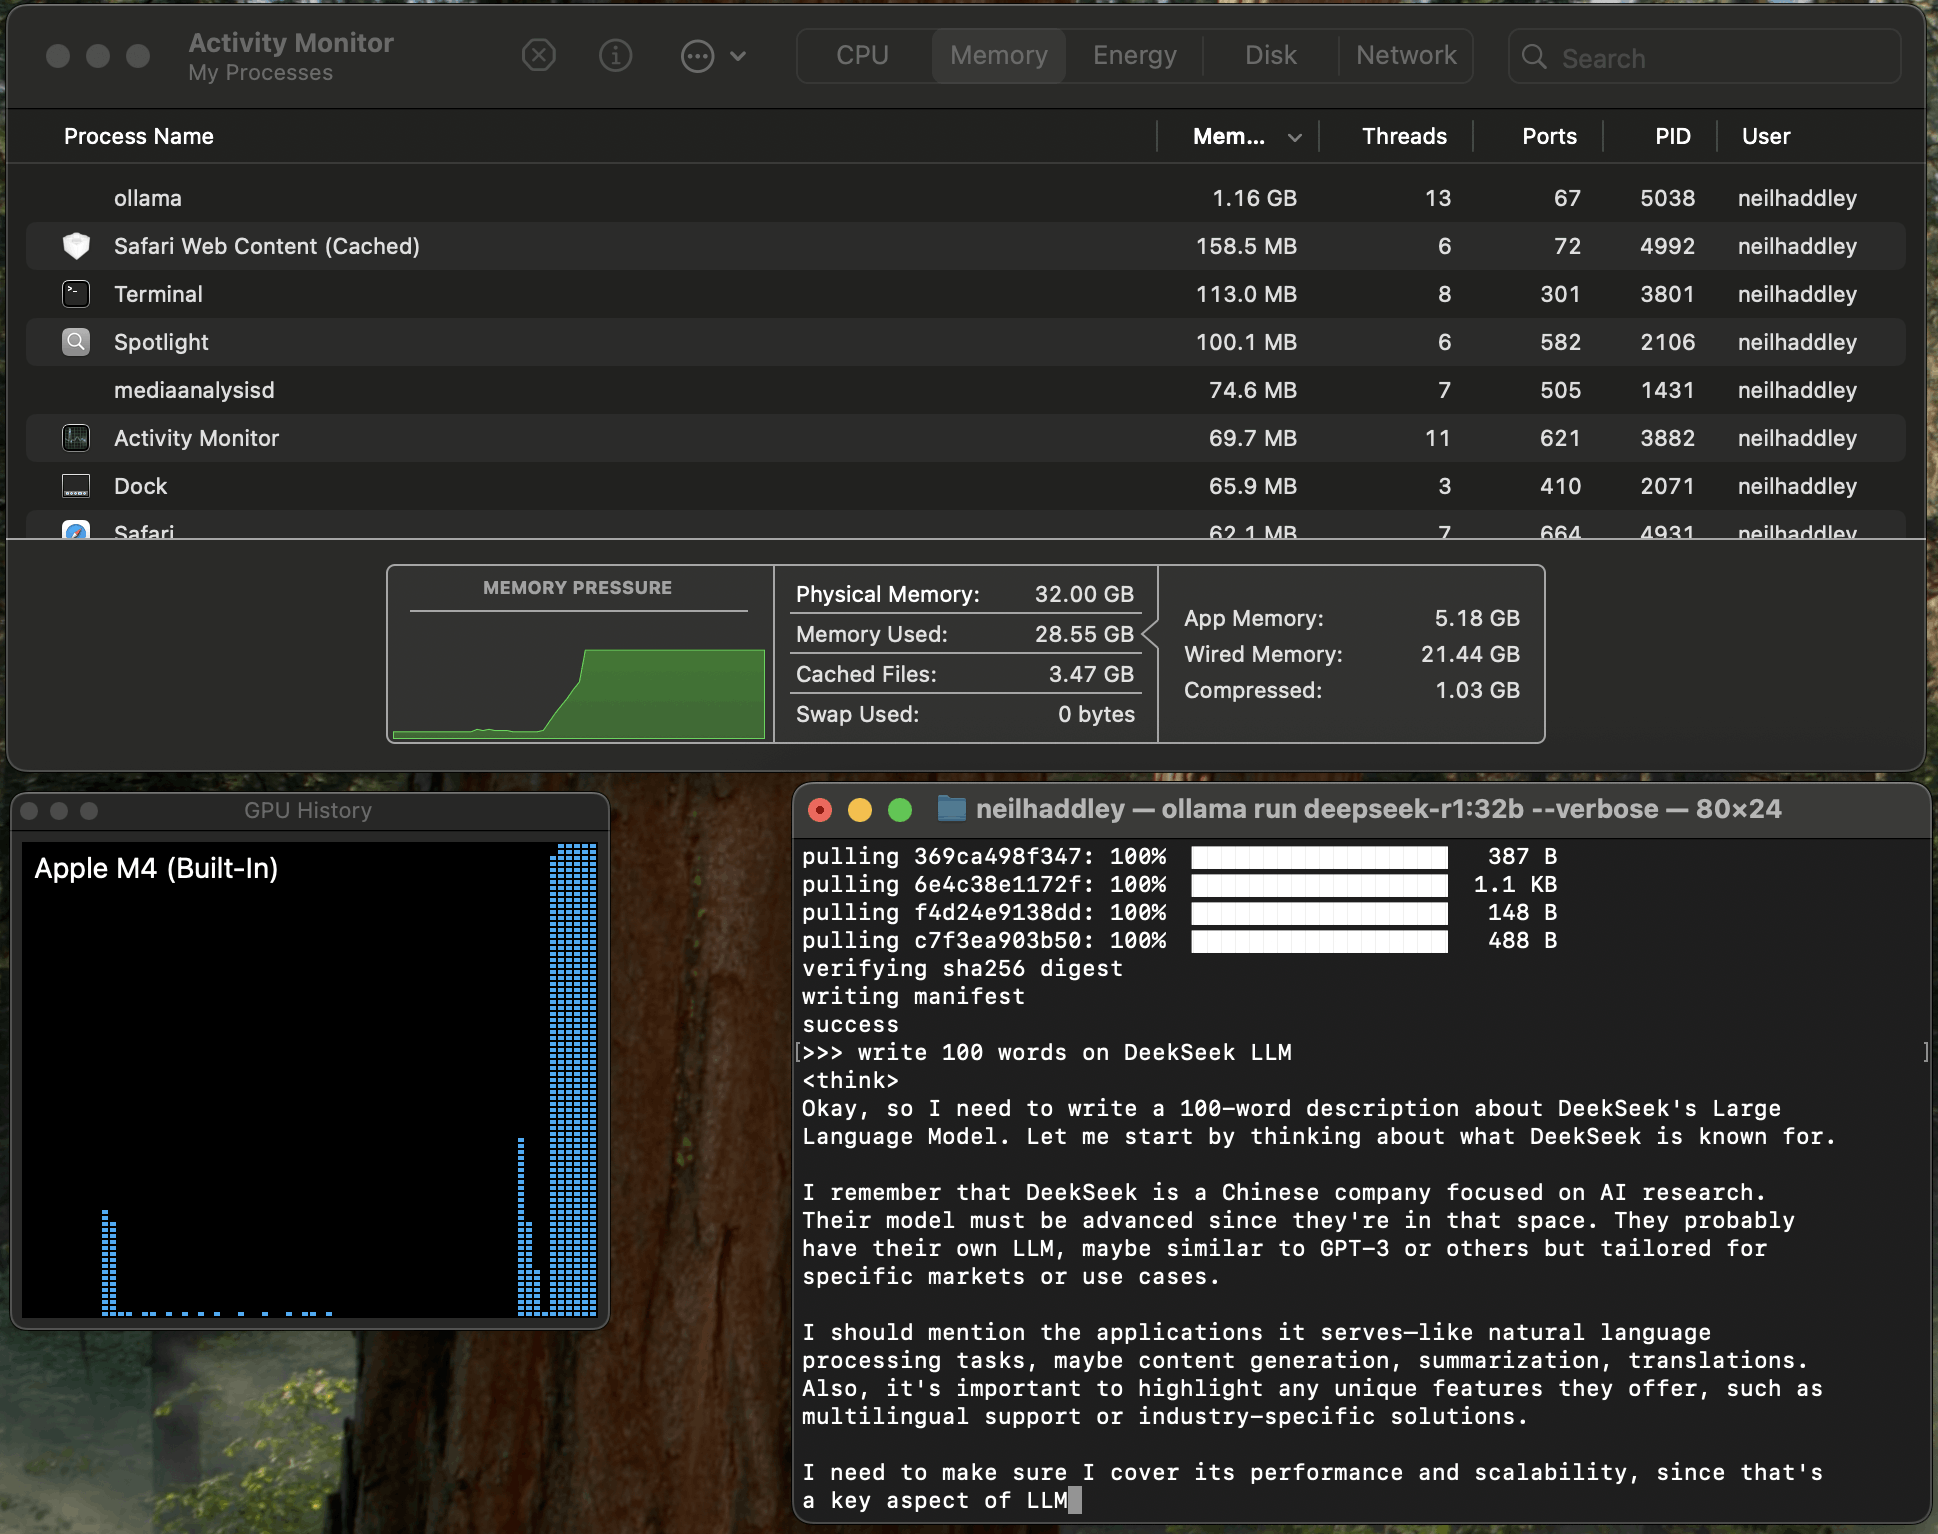 Activity Monitor
My Processes
CPU
Memory
Energy
Disk
Network
Search
Process Name Mem... Threads Ports PID User
ollama 1.16 GB 13 67 5038 neilhaddley
Safari Web Content (Cached) 158.5 MB 6 72 4992 neilhaddley
Terminal 113.0 MB 8 301 3801 neilhaddley
Spotlight 100.1 MB 6 582 2106 neilhaddley
mediaanalysisd 74.6 MB 7 505 1431 neilhaddley
Activity Monitor 69.7 MB 11 621 3882 neilhaddley
Dock 65.9 MB 3 410 2071 neilhaddley
Safari 62.1 MB 7 664 4931 neilhaddley
MEMORY PRESSURE
Physical Memory: 32.00 GB
Memory Used: 28.55 GB
Cached Files: 3.47 GB
Swap Used: 0 bytes
App Memory: 5.18 GB
Wired Memory: 21.44 GB
Compressed: 1.03 GB
GPU History
Apple M4 (Built-In)
neilhaddley — ollama run deepseek-r1:32b --verbose — 80×24
pulling 369ca498f347: 100% 387 B
pulling 6e4c38e1172f: 100% 1.1 KB
pulling f4d24e9138dd: 100% 148 B
pulling c7f3ea903b50: 100% 488 B
verifying sha256 digest
writing manifest
success
[>>> write 100 words on DeekSeek LLM ]
<think>
Okay, so I need to write a 100-word description about DeekSeek's Large
Language Model. Let me start by thinking about what DeekSeek is known for.
I remember that DeekSeek is a Chinese company focused on AI research.
Their model must be advanced since they're in that space. They probably
have their own LLM, maybe similar to GPT-3 or others but tailored for
specific markets or use cases.
I should mention the applications it serves—like natural language
processing tasks, maybe content generation, summarization, translations.
Also, it's important to highlight any unique features they offer, such as
multilingual support or industry-specific solutions.
I need to make sure I cover its performance and scalability, since that's
a key aspect of LLM